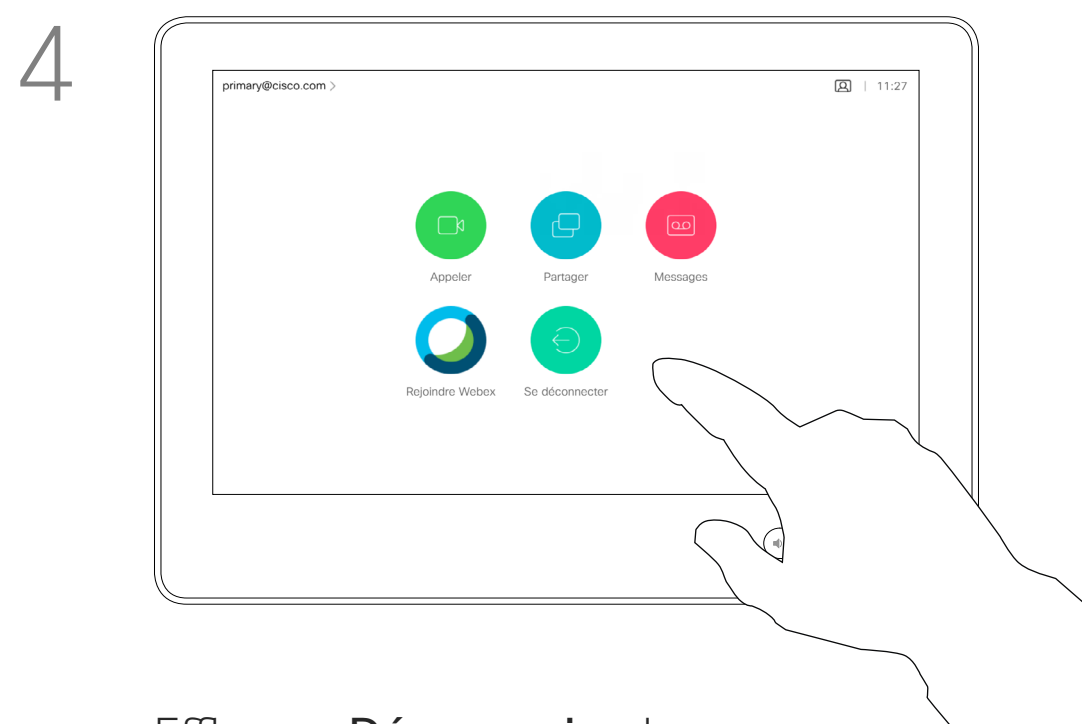 4
primary@cisco.com >
11:27
Appeler
Partager
Messages
Rejoindre Webex
Se déconnecter